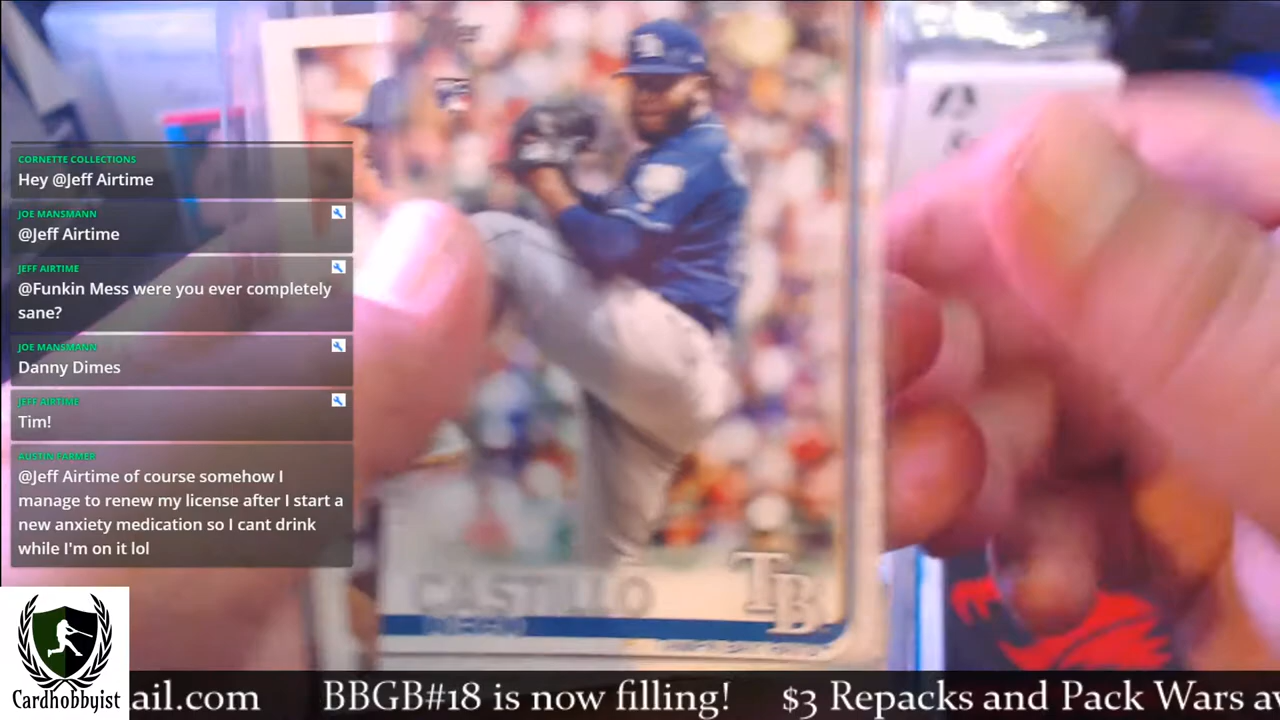 CORNETTE COLLECTIONS
Hey @Jeff Airtime
JOE MANSMANN
@Jeff Airtime
JEFF AIRTIME
@Funkin Mess were you ever completely
sane?
JOE MANSMANN
Danny Dimes
JEFF AIRTIME
Tim!
AUSTIN FARMER
@Jeff Airtime of course somehow I
manage to renew my license after I start a
new anxiety medication so I cant drink
while I'm on it lol
CASTILLO
DIEGO
TB
Cardhobbyist
ail.com BBGB#18 is now filling! $3 Repacks and Pack Wars av